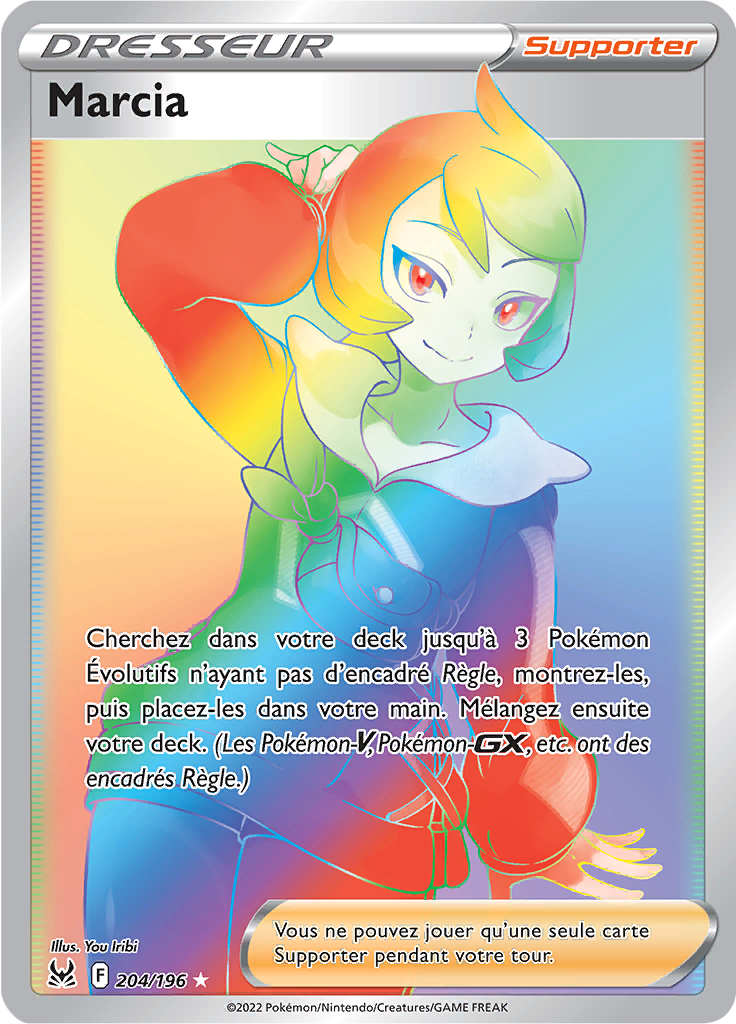 DRESSEUR
Supporter
Marcia
Cherchez dans votre deck jusqu'à 3 Pokémon
Évolutifs n'ayant pas d'encadré Règle, montrez-les,
puis placez-les dans votre main. Mélangez ensuite
votre deck. (Les Pokémon-V, Pokémon-GX, etc. ont des
encadrés Règle.)
Vous ne pouvez jouer qu'une seule carte
Supporter pendant votre tour.
Illus. You Iribi
F 204/196 ★
©2022 Pokémon/Nintendo/Creatures/GAME FREAK